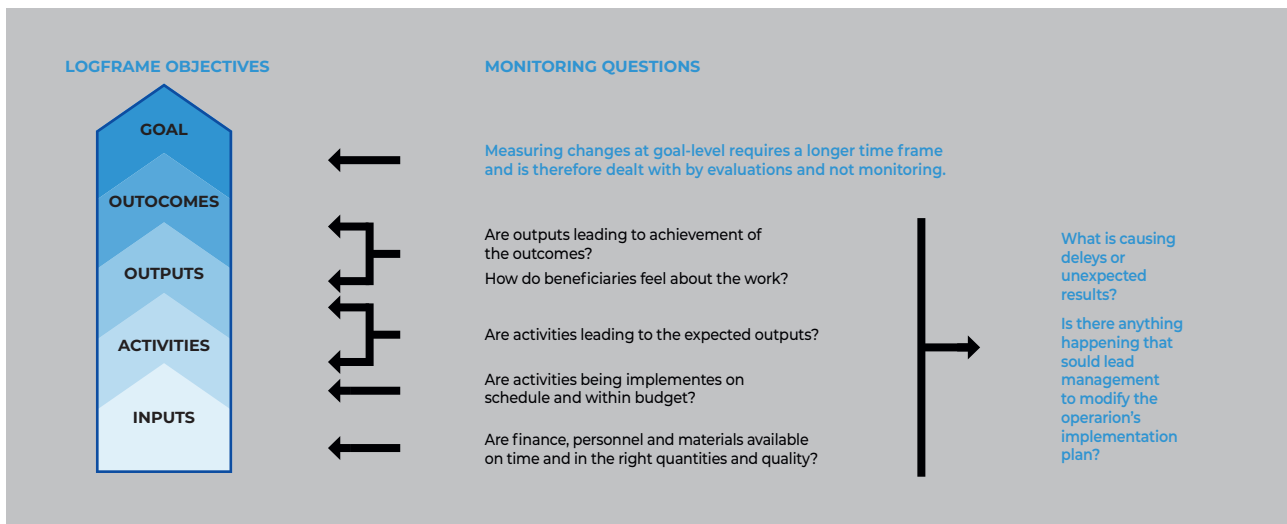 LOGFRAME OBJECTIVES
GOAL
OUTOCOMES
OUTPUTS
ACTIVITIES
INPUTS
MONITORING QUESTIONS
Measuring changes at goal-level requires a longer time frame
and is therefore dealt with by evaluations and not monitoring.
Are outputs leading to achievement of
the outcomes?
How do beneficiaries feel about the work?
Are activities leading to the expected outputs?
Are activities being implementes on
schedule and within budget?
Are finance, personnel and materials available
on time and in the right quantities and quality?
What is causing
deleys or
unexpected
results?
Is there anything
happening that
sould lead
management
to modify the
operarion’s
implementation
plan?